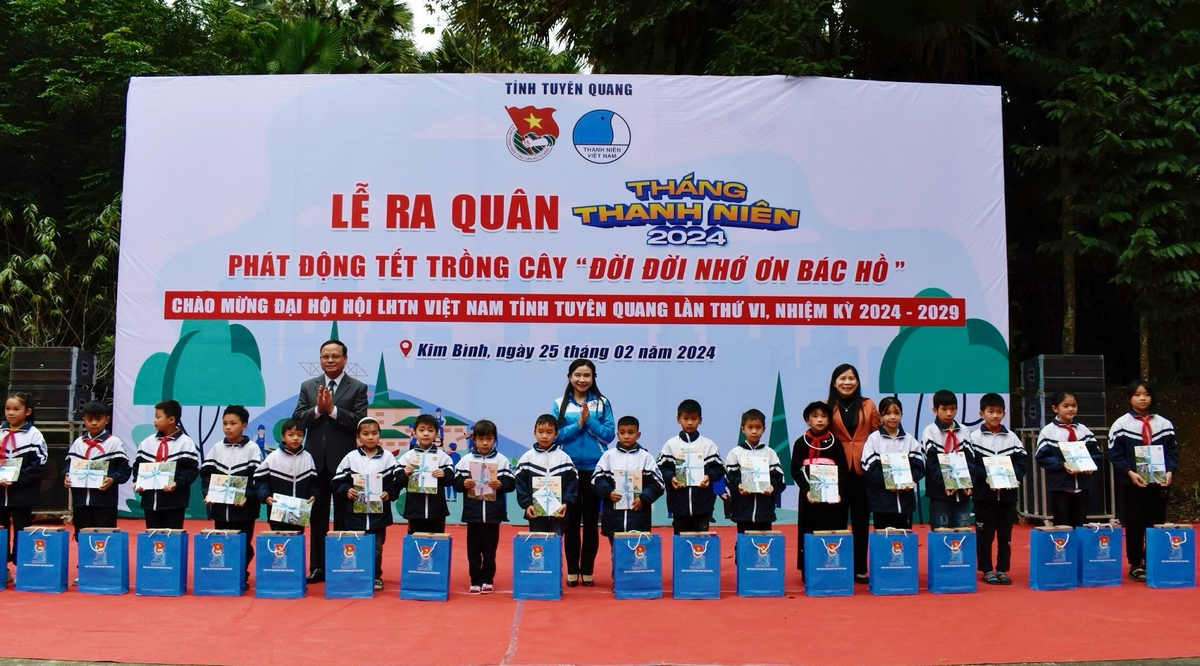 TỈNH TUYÊN QUANG
THANH NIÊN
VIỆT NAM
LỄ RA QUÂN
THÁNG
THANH NIÊN
2024
PHÁT ĐỘNG TẾT TRỒNG CÂY “ĐỜI ĐỜI NHỚ ƠN BÁC HỒ”
CHÀO MỪNG ĐẠI HỘI HỘI LHTN VIỆT NAM TỈNH TUYÊN QUANG LẦN THỨ VI, NHIỆM KỲ 2024 - 2029
Kim Bình, ngày 25 tháng 02 năm 2024